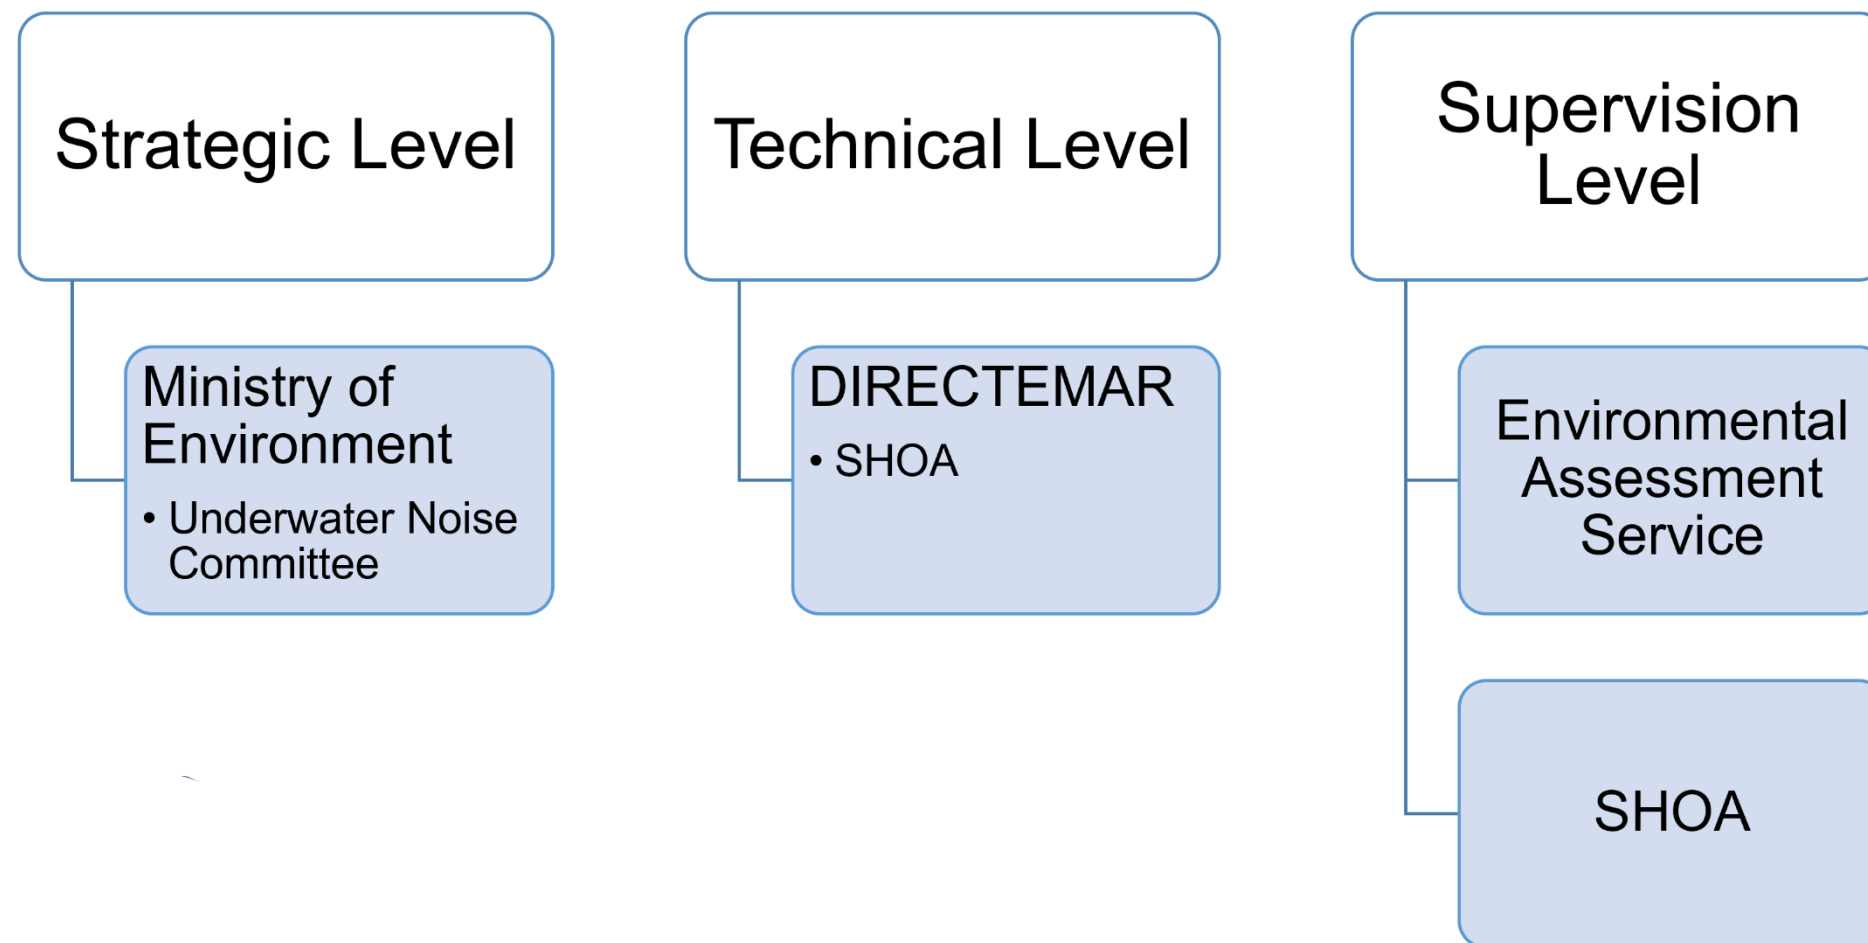 Strategic Level
Ministry of
Environment
• Underwater Noise
Committee
Technical Level
DIRECTEMAR
• SHOA
Supervision
Level
Environmental
Assessment
Service
SHOA